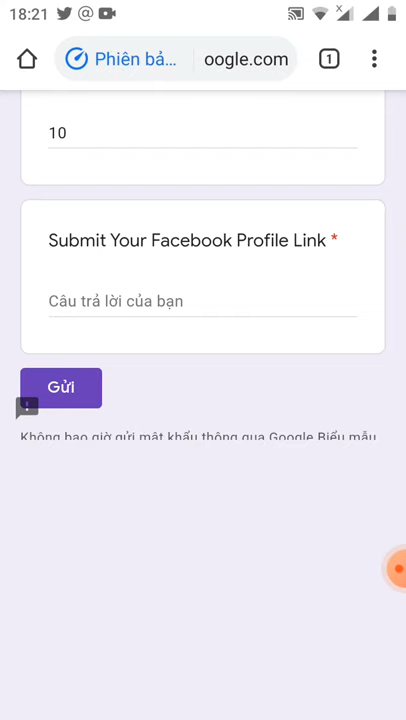 18:21
Phiên bả... oogle.com 1
10
Submit Your Facebook Profile Link *
Câu trả lời của bạn
Gửi
Không bao giờ gửi mật khẩu thông qua Google Biểu mẫu